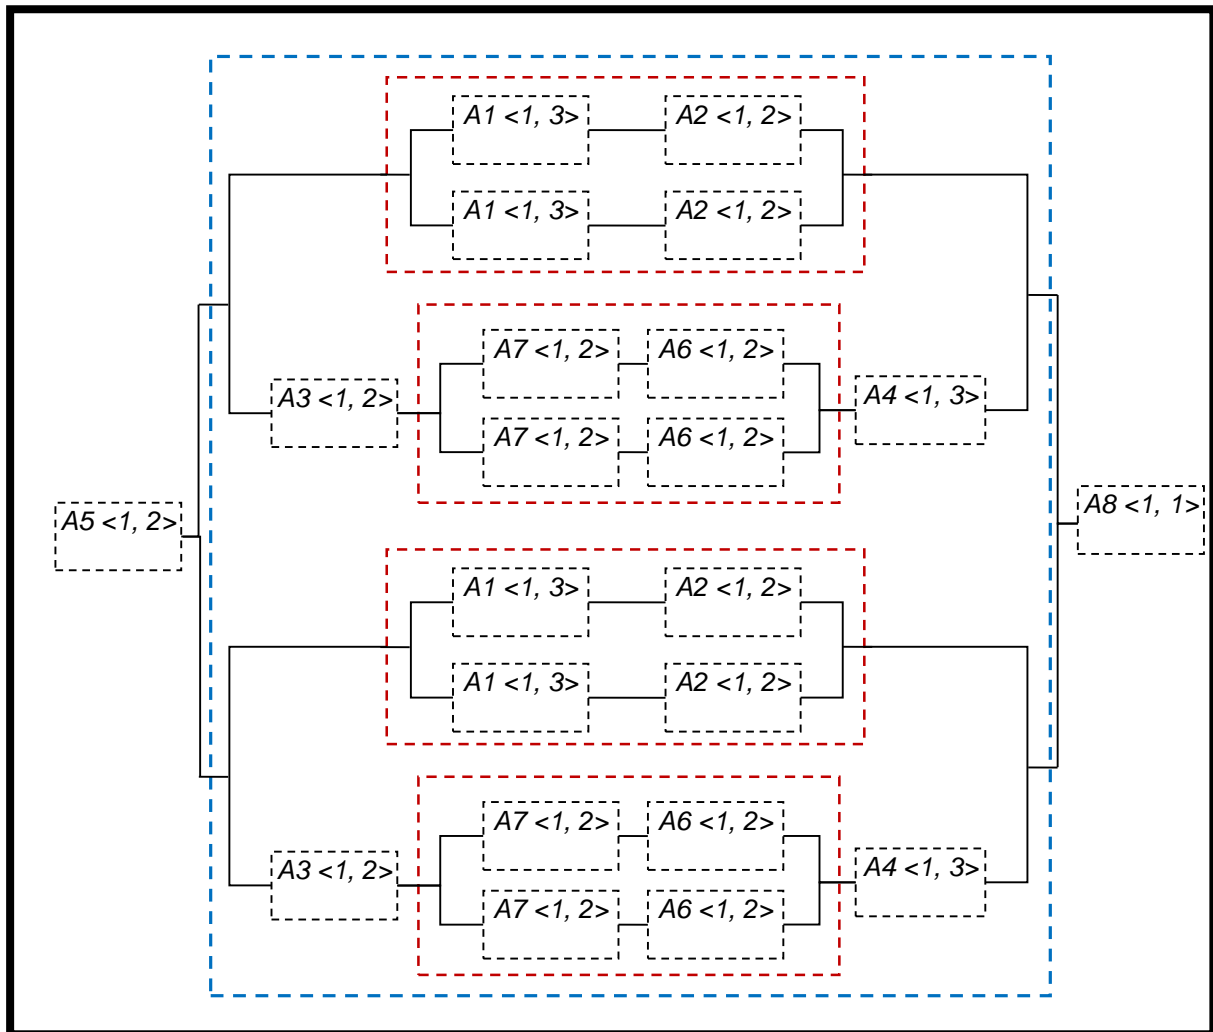 A1 <1, 3>
A2 <1, 2>
A1 <1, 3>
A2 <1, 2>
A7 <1, 2>
A6 <1, 2>
A3 <1, 2>
A4 <1, 3>
A7 <1, 2>
A6 <1, 2>
A5 <1, 2>
A8 <1, 1>
A1 <1, 3>
A2 <1, 2>
A1 <1, 3>
A2 <1, 2>
A7 <1, 2>
A6 <1, 2>
A3 <1, 2>
A4 <1, 3>
A7 <1, 2>
A6 <1, 2>